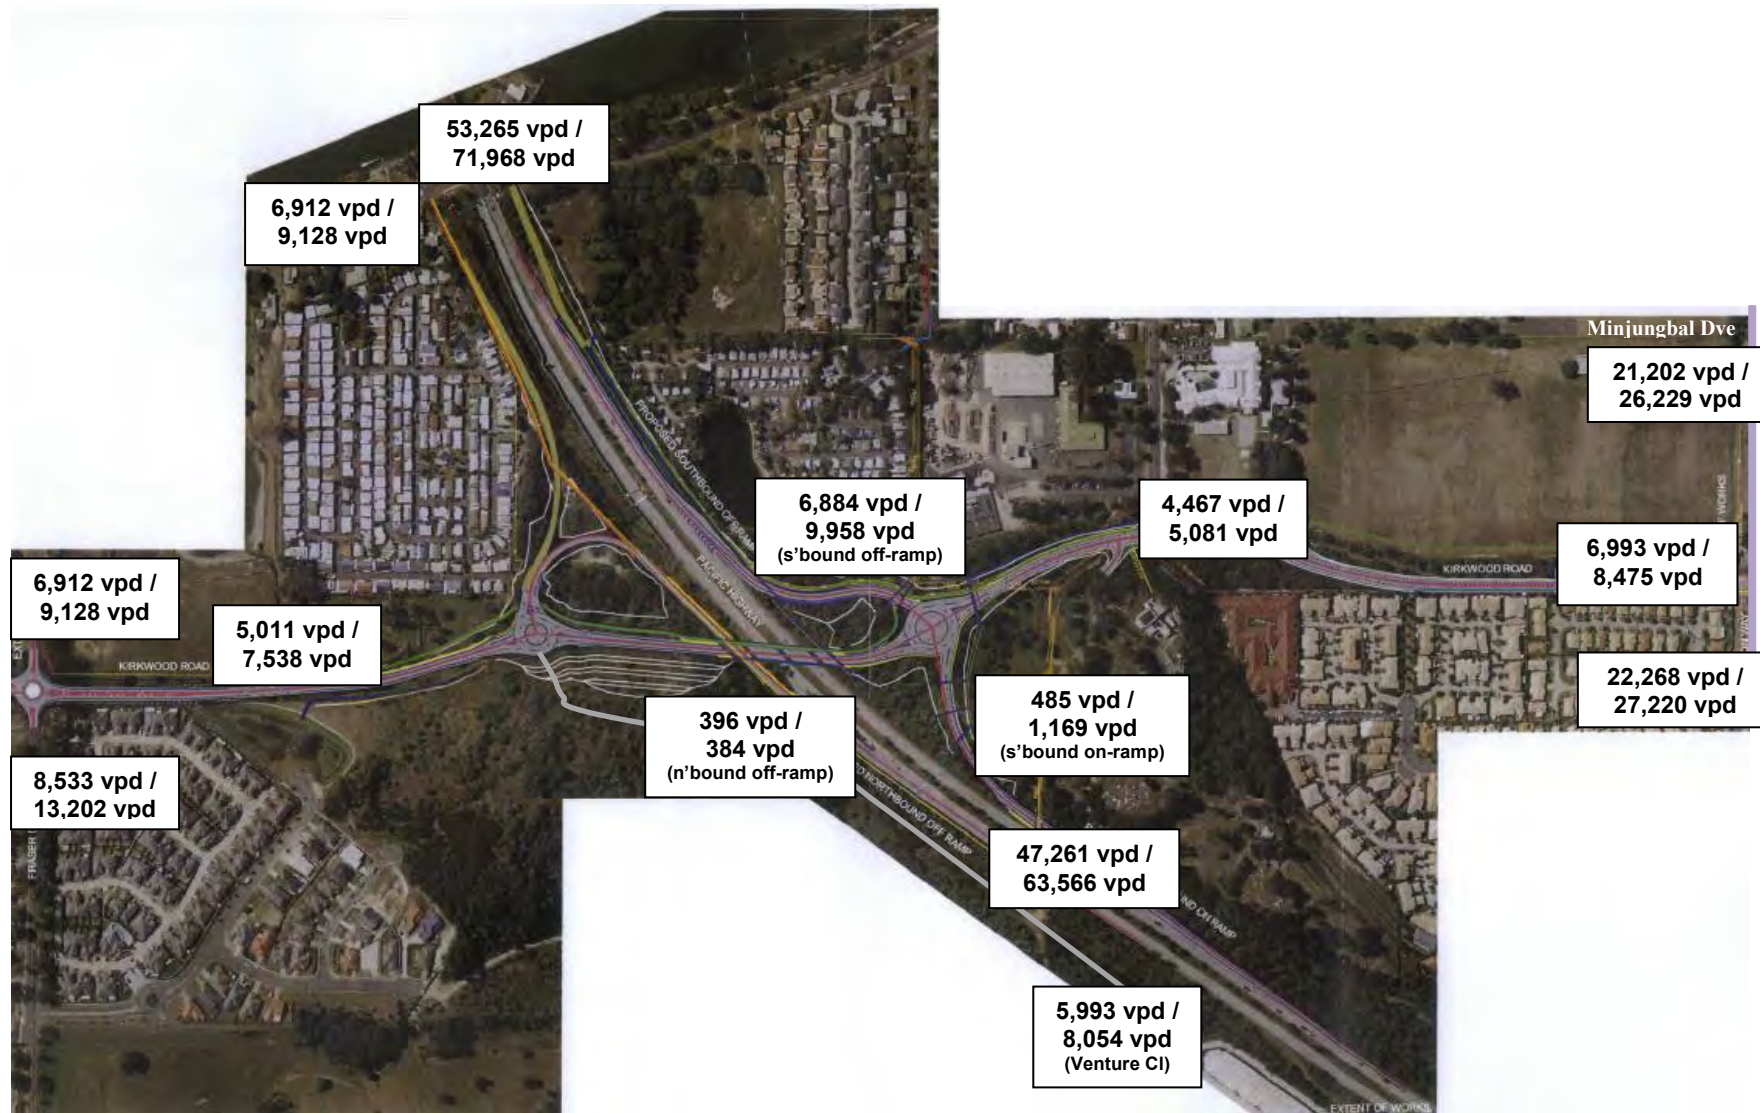 53,265 vpd /
71,968 vpd
6,912 vpd /
9,128 vpd
Minjungbal Dve
21,202 vpd /
26,229 vpd
PROPOSED SOUTHBOUND OFF RAMP
6,884 vpd /
9,958 vpd
(s'bound off-ramp)
4,467 vpd /
5,081 vpd
WORKS
6,993 vpd /
8,475 vpd
KIRKWOOD ROAD
PACIFIC HIGHWAY
6,912 vpd /
9,128 vpd
5,011 vpd /
7,538 vpd
KIRKWOOD ROAD
22,268 vpd /
27,220 vpd
396 vpd /
384 vpd
(n'bound off-ramp)
485 vpd /
1,169 vpd
(s'bound on-ramp)
8,533 vpd /
13,202 vpd
NORTHBOUND OFF RAMP
FRASER
47,261 vpd /
63,566 vpd
ON RAMP
5,993 vpd /
8,054 vpd
(Venture Cl)
EXTENT OF WORKS